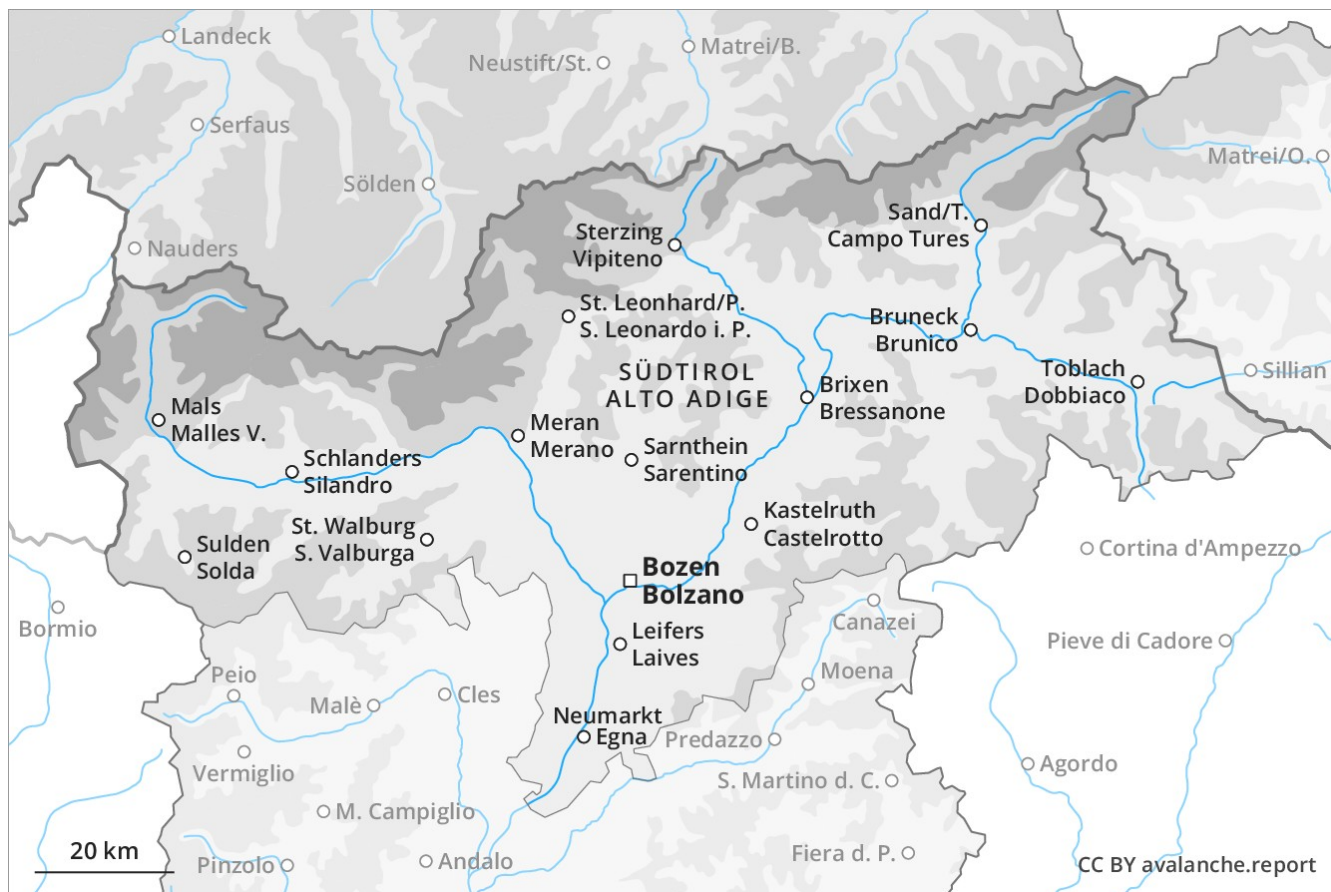 Landeck
Neustift/St.
Matrei/B.
Serfaus
Matrei/O.
Sölden
Nauders
Sand/T.
Campo Tures
Sterzing
Vipiteno
St. Leonhard/P.
S. Leonardo i. P.
Bruneck
Brunico
SÜDTIROL
ALTO ADIGE
Toblach
Dobbiaco
Sillian
Brixen
Bressanone
Mals
Malles V.
Meran
Merano
Sarnthein
Sarentino
Schlanders
Silandro
Kastelruth
Castelrotto
St. Walburg
S. Valburga
Sulden
Solda
Cortina d'Ampezzo
Bozen
Bolzano
Bormio
Canazei
Leifers
Laives
Pieve di Cadore
Peio
Moena
Malè
Cles
Neumarkt
Egna
Predazzo
Vermiglio
Agordo
S. Martino d. C.
M. Campiglio
20 km
Pinzolo
Andalo
Fiera d. P.
CC BY avalanche.report